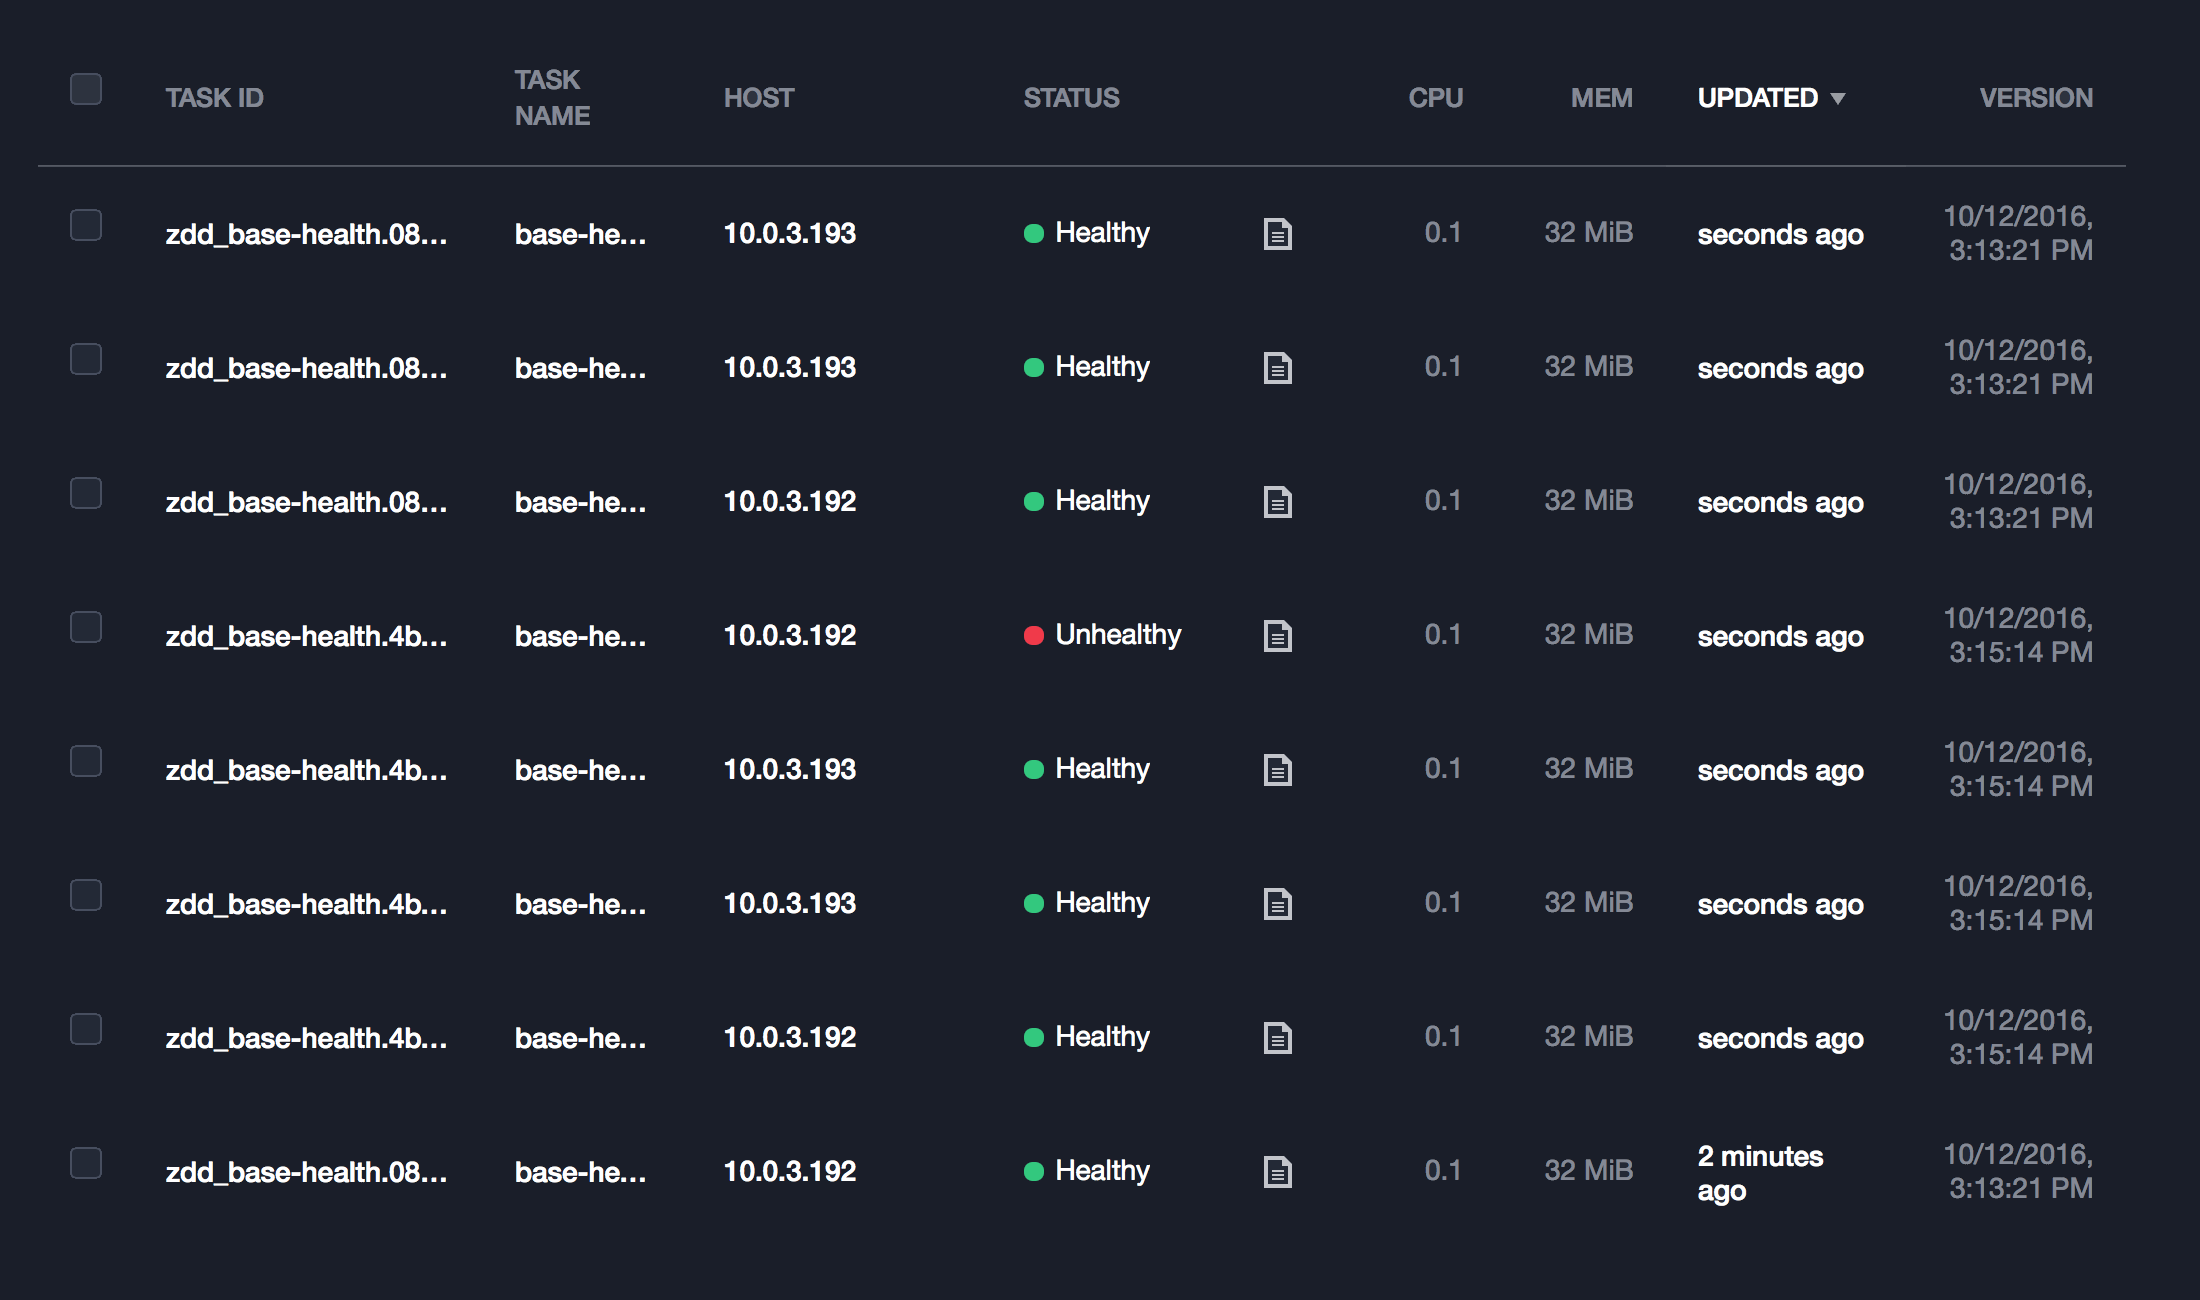 TASK ID TASK NAME HOST STATUS CPU MEM UPDATED VERSION
zdd_base-health.08... base-he... 10.0.3.193 Healthy 0.1 32 MiB seconds ago 10/12/2016, 3:13:21 PM
zdd_base-health.08... base-he... 10.0.3.193 Healthy 0.1 32 MiB seconds ago 10/12/2016, 3:13:21 PM
zdd_base-health.08... base-he... 10.0.3.192 Healthy 0.1 32 MiB seconds ago 10/12/2016, 3:13:21 PM
zdd_base-health.4b... base-he... 10.0.3.192 Unhealthy 0.1 32 MiB seconds ago 10/12/2016, 3:15:14 PM
zdd_base-health.4b... base-he... 10.0.3.193 Healthy 0.1 32 MiB seconds ago 10/12/2016, 3:15:14 PM
zdd_base-health.4b... base-he... 10.0.3.193 Healthy 0.1 32 MiB seconds ago 10/12/2016, 3:15:14 PM
zdd_base-health.4b... base-he... 10.0.3.192 Healthy 0.1 32 MiB seconds ago 10/12/2016, 3:15:14 PM
zdd_base-health.08... base-he... 10.0.3.192 Healthy 0.1 32 MiB 2 minutes ago 10/12/2016, 3:13:21 PM